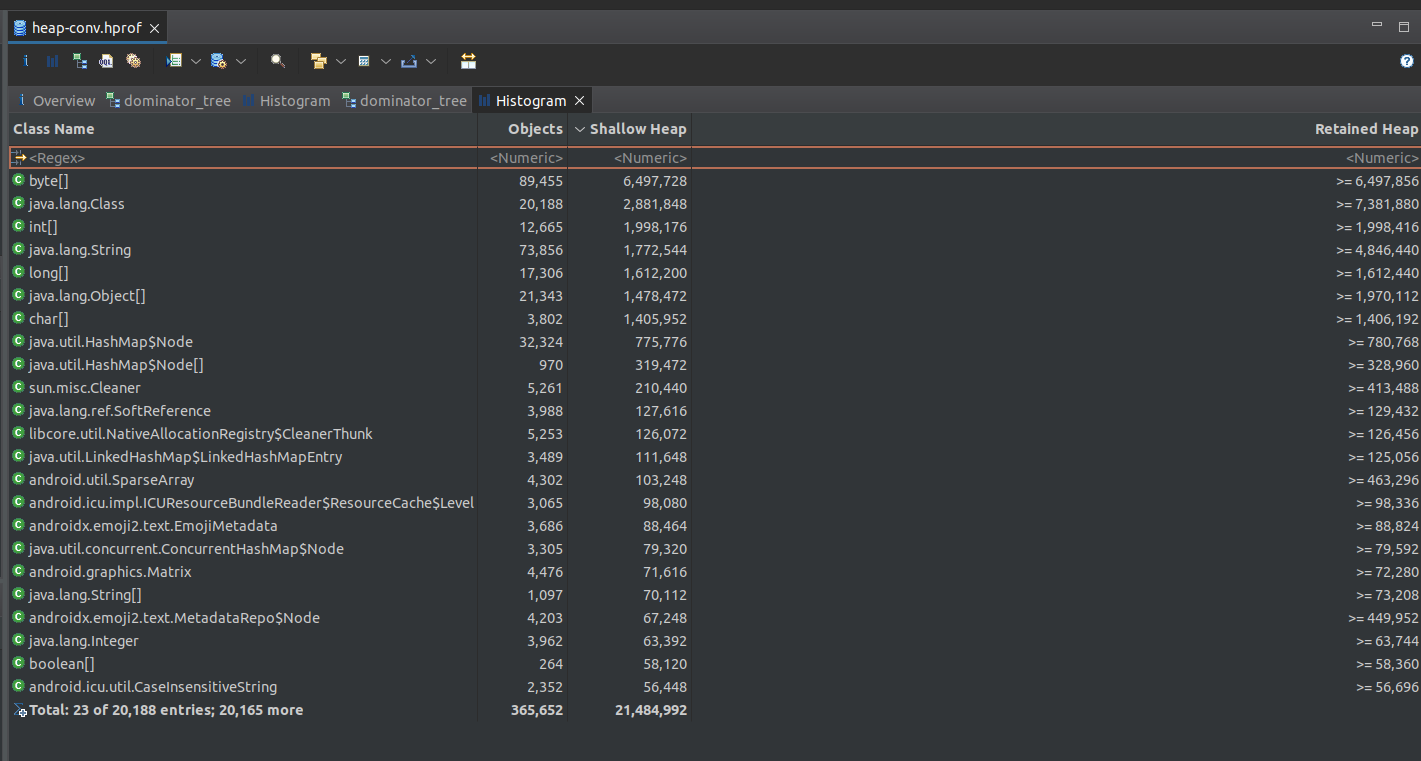 heap-conv.hprof
Overview dominator_tree Histogram dominator_tree Histogram
Class Name Objects Shallow Heap Retained Heap
<Regex> <Numeric> <Numeric> <Numeric>
byte[] 89,455 6,497,728 >= 6,497,856
java.lang.Class 20,188 2,881,848 >= 7,381,880
int[] 12,665 1,998,176 >= 1,998,416
java.lang.String 73,856 1,772,544 >= 4,846,440
long[] 17,306 1,612,200 >= 1,612,440
java.lang.Object[] 21,343 1,478,472 >= 1,970,112
char[] 3,802 1,405,952 >= 1,406,192
java.util.HashMap$Node 32,324 775,776 >= 780,768
java.util.HashMap$Node[] 970 319,472 >= 328,960
sun.misc.Cleaner 5,261 210,440 >= 413,488
java.lang.ref.SoftReference 3,988 127,616 >= 129,432
libcore.util.NativeAllocationRegistry$CleanerThunk 5,253 126,072 >= 126,456
java.util.LinkedHashMap$LinkedHashMapEntry 3,489 111,648 >= 125,056
android.util.SparseArray 4,302 103,248 >= 463,296
android.icu.impl.ICUResourceBundleReader$ResourceCache$Level 3,065 98,080 >= 98,336
androidx.emoji2.text.EmojiMetadata 3,686 88,464 >= 88,824
java.util.concurrent.ConcurrentHashMap$Node 3,305 79,320 >= 79,592
android.graphics.Matrix 4,476 71,616 >= 72,280
java.lang.String[] 1,097 70,112 >= 73,208
androidx.emoji2.text.MetadataRepo$Node 4,203 67,248 >= 449,952
java.lang.Integer 3,962 63,392 >= 63,744
boolean[] 264 58,120 >= 58,360
android.icu.util.CaseInsensitiveString 2,352 56,448 >= 56,696
Total: 23 of 20,188 entries; 20,165 more 365,652 21,484,992